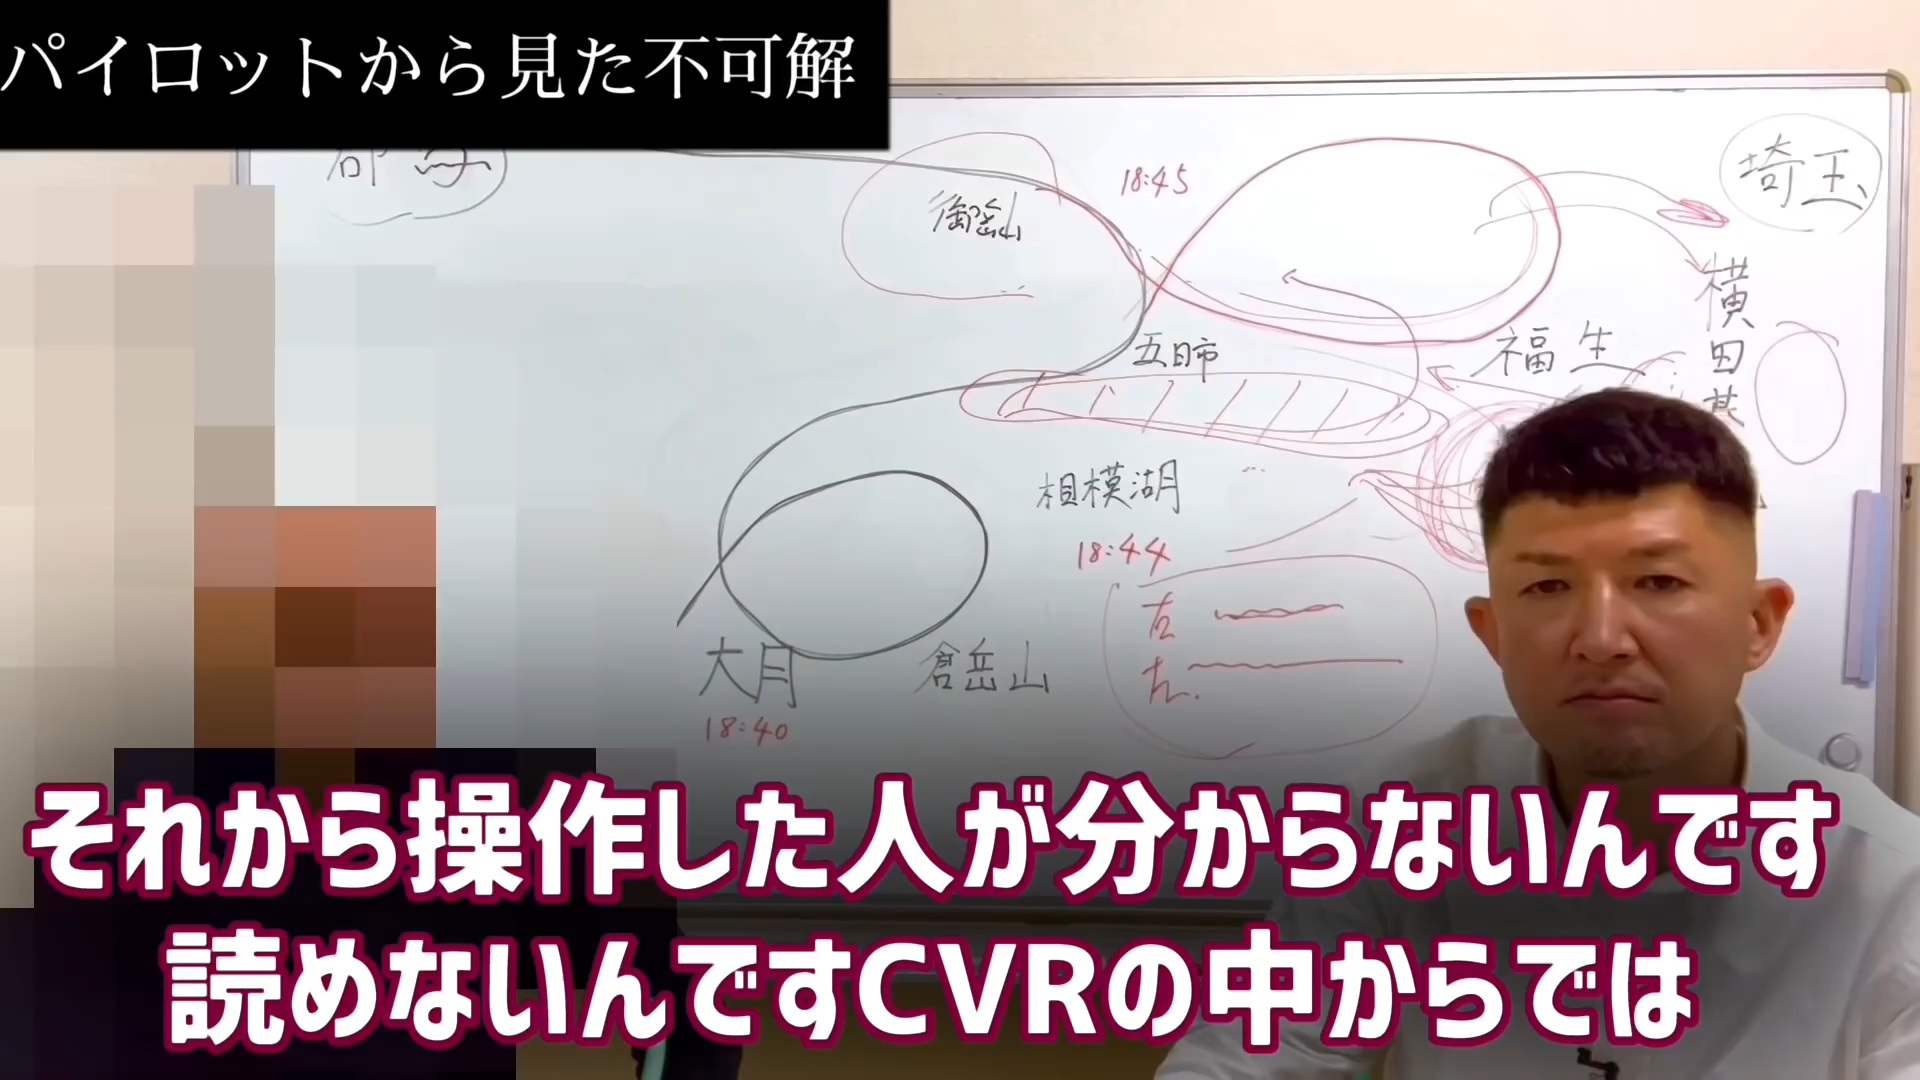 パイロットから見た不可解
埼玉
18:45
御岳山
横田基
五日市
福生
相模湖
18:44
右
左
大月
倉岳山
18:40
それから操作した人が分からないんです
読めないんですCVRの中からでは